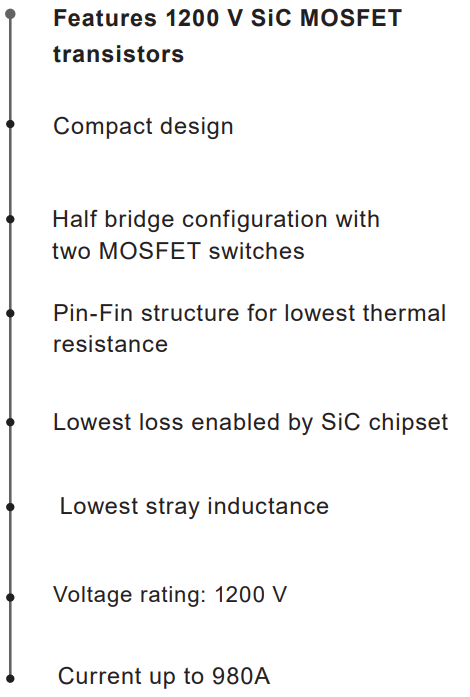 Features 1200 V SiC MOSFET
transistors
Compact design
Half bridge configuration with
two MOSFET switches
Pin-Fin structure for lowest thermal
resistance
Lowest loss enabled by SiC chipset
Lowest stray inductance
Voltage rating: 1200 V
Current up to 980A